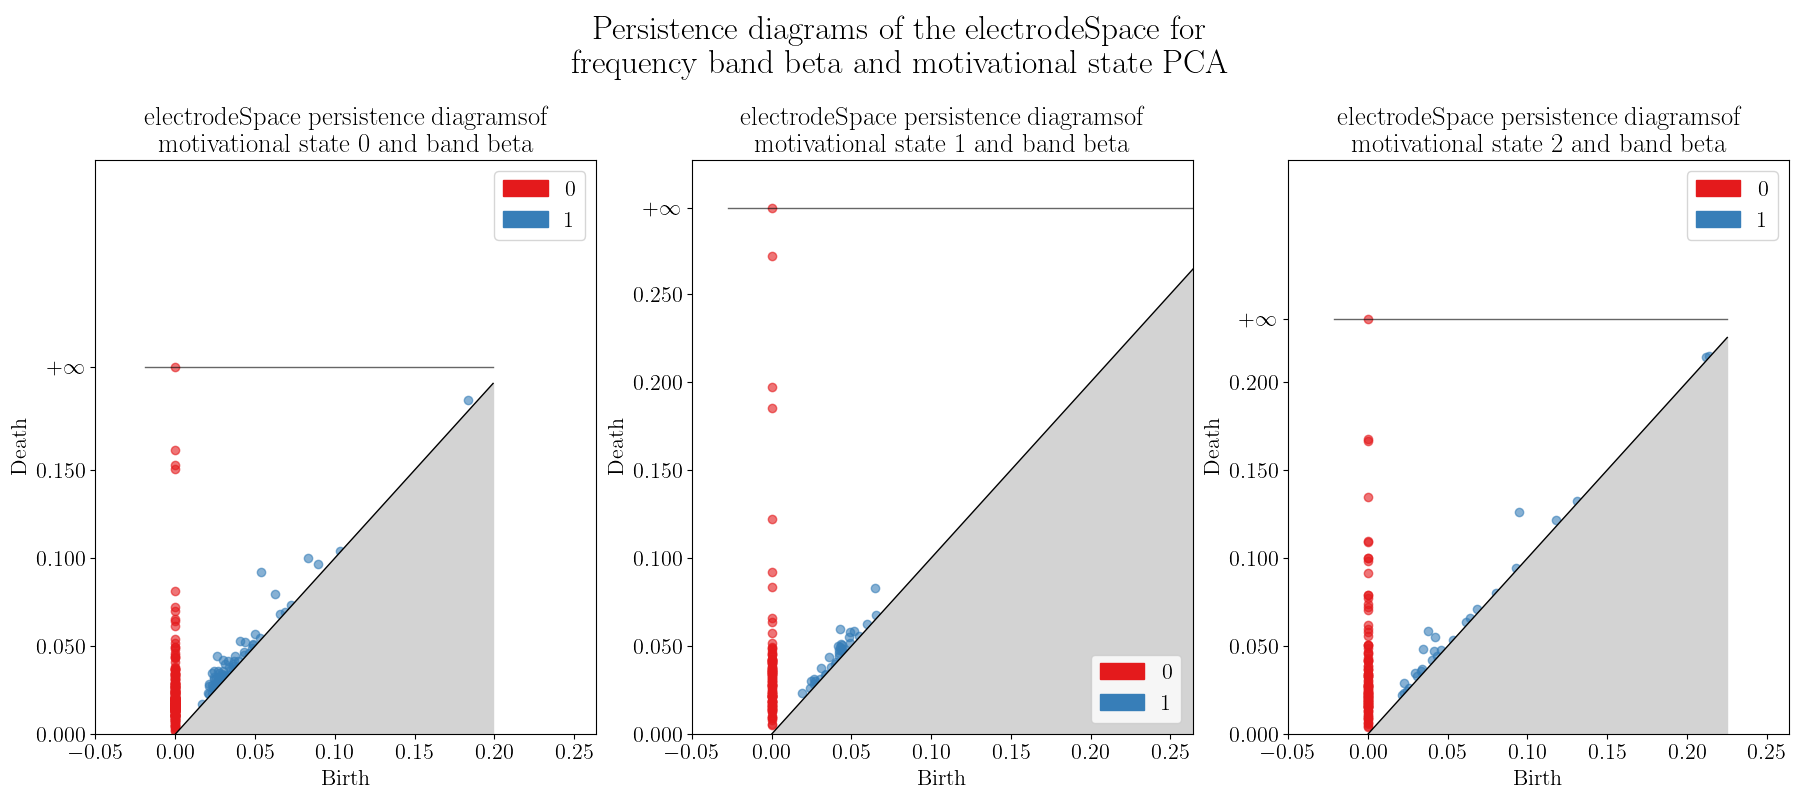 Persistence diagrams of the electrodeSpace for
frequency band beta and motivational state PCA
electrodeSpace persistence diagramsof
motivational state 0 and band beta
0
1
+∞
0.150
0.100
0.050
0.000
Death
−0.05 0.00 0.05 0.10 0.15 0.20 0.25
Birth
electrodeSpace persistence diagramsof
motivational state 1 and band beta
+∞
0.250
0.200
0.150
0.100
0.050
0.000
Death
0
1
−0.05 0.00 0.05 0.10 0.15 0.20 0.25
Birth
electrodeSpace persistence diagramsof
motivational state 2 and band beta
0
1
+∞
0.200
0.150
0.100
0.050
0.000
Death
−0.05 0.00 0.05 0.10 0.15 0.20 0.25
Birth